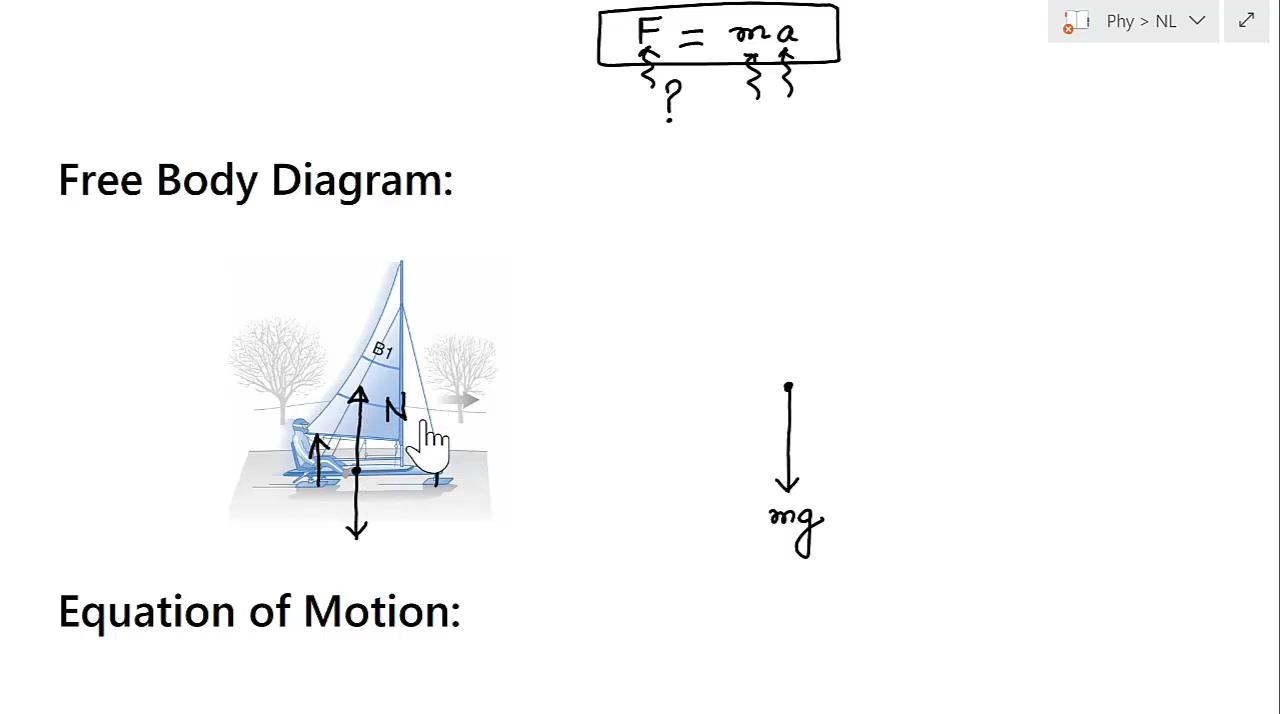 F = ma
?
Phy > NL
Free Body Diagram:
B1
N
mg
Equation of Motion: